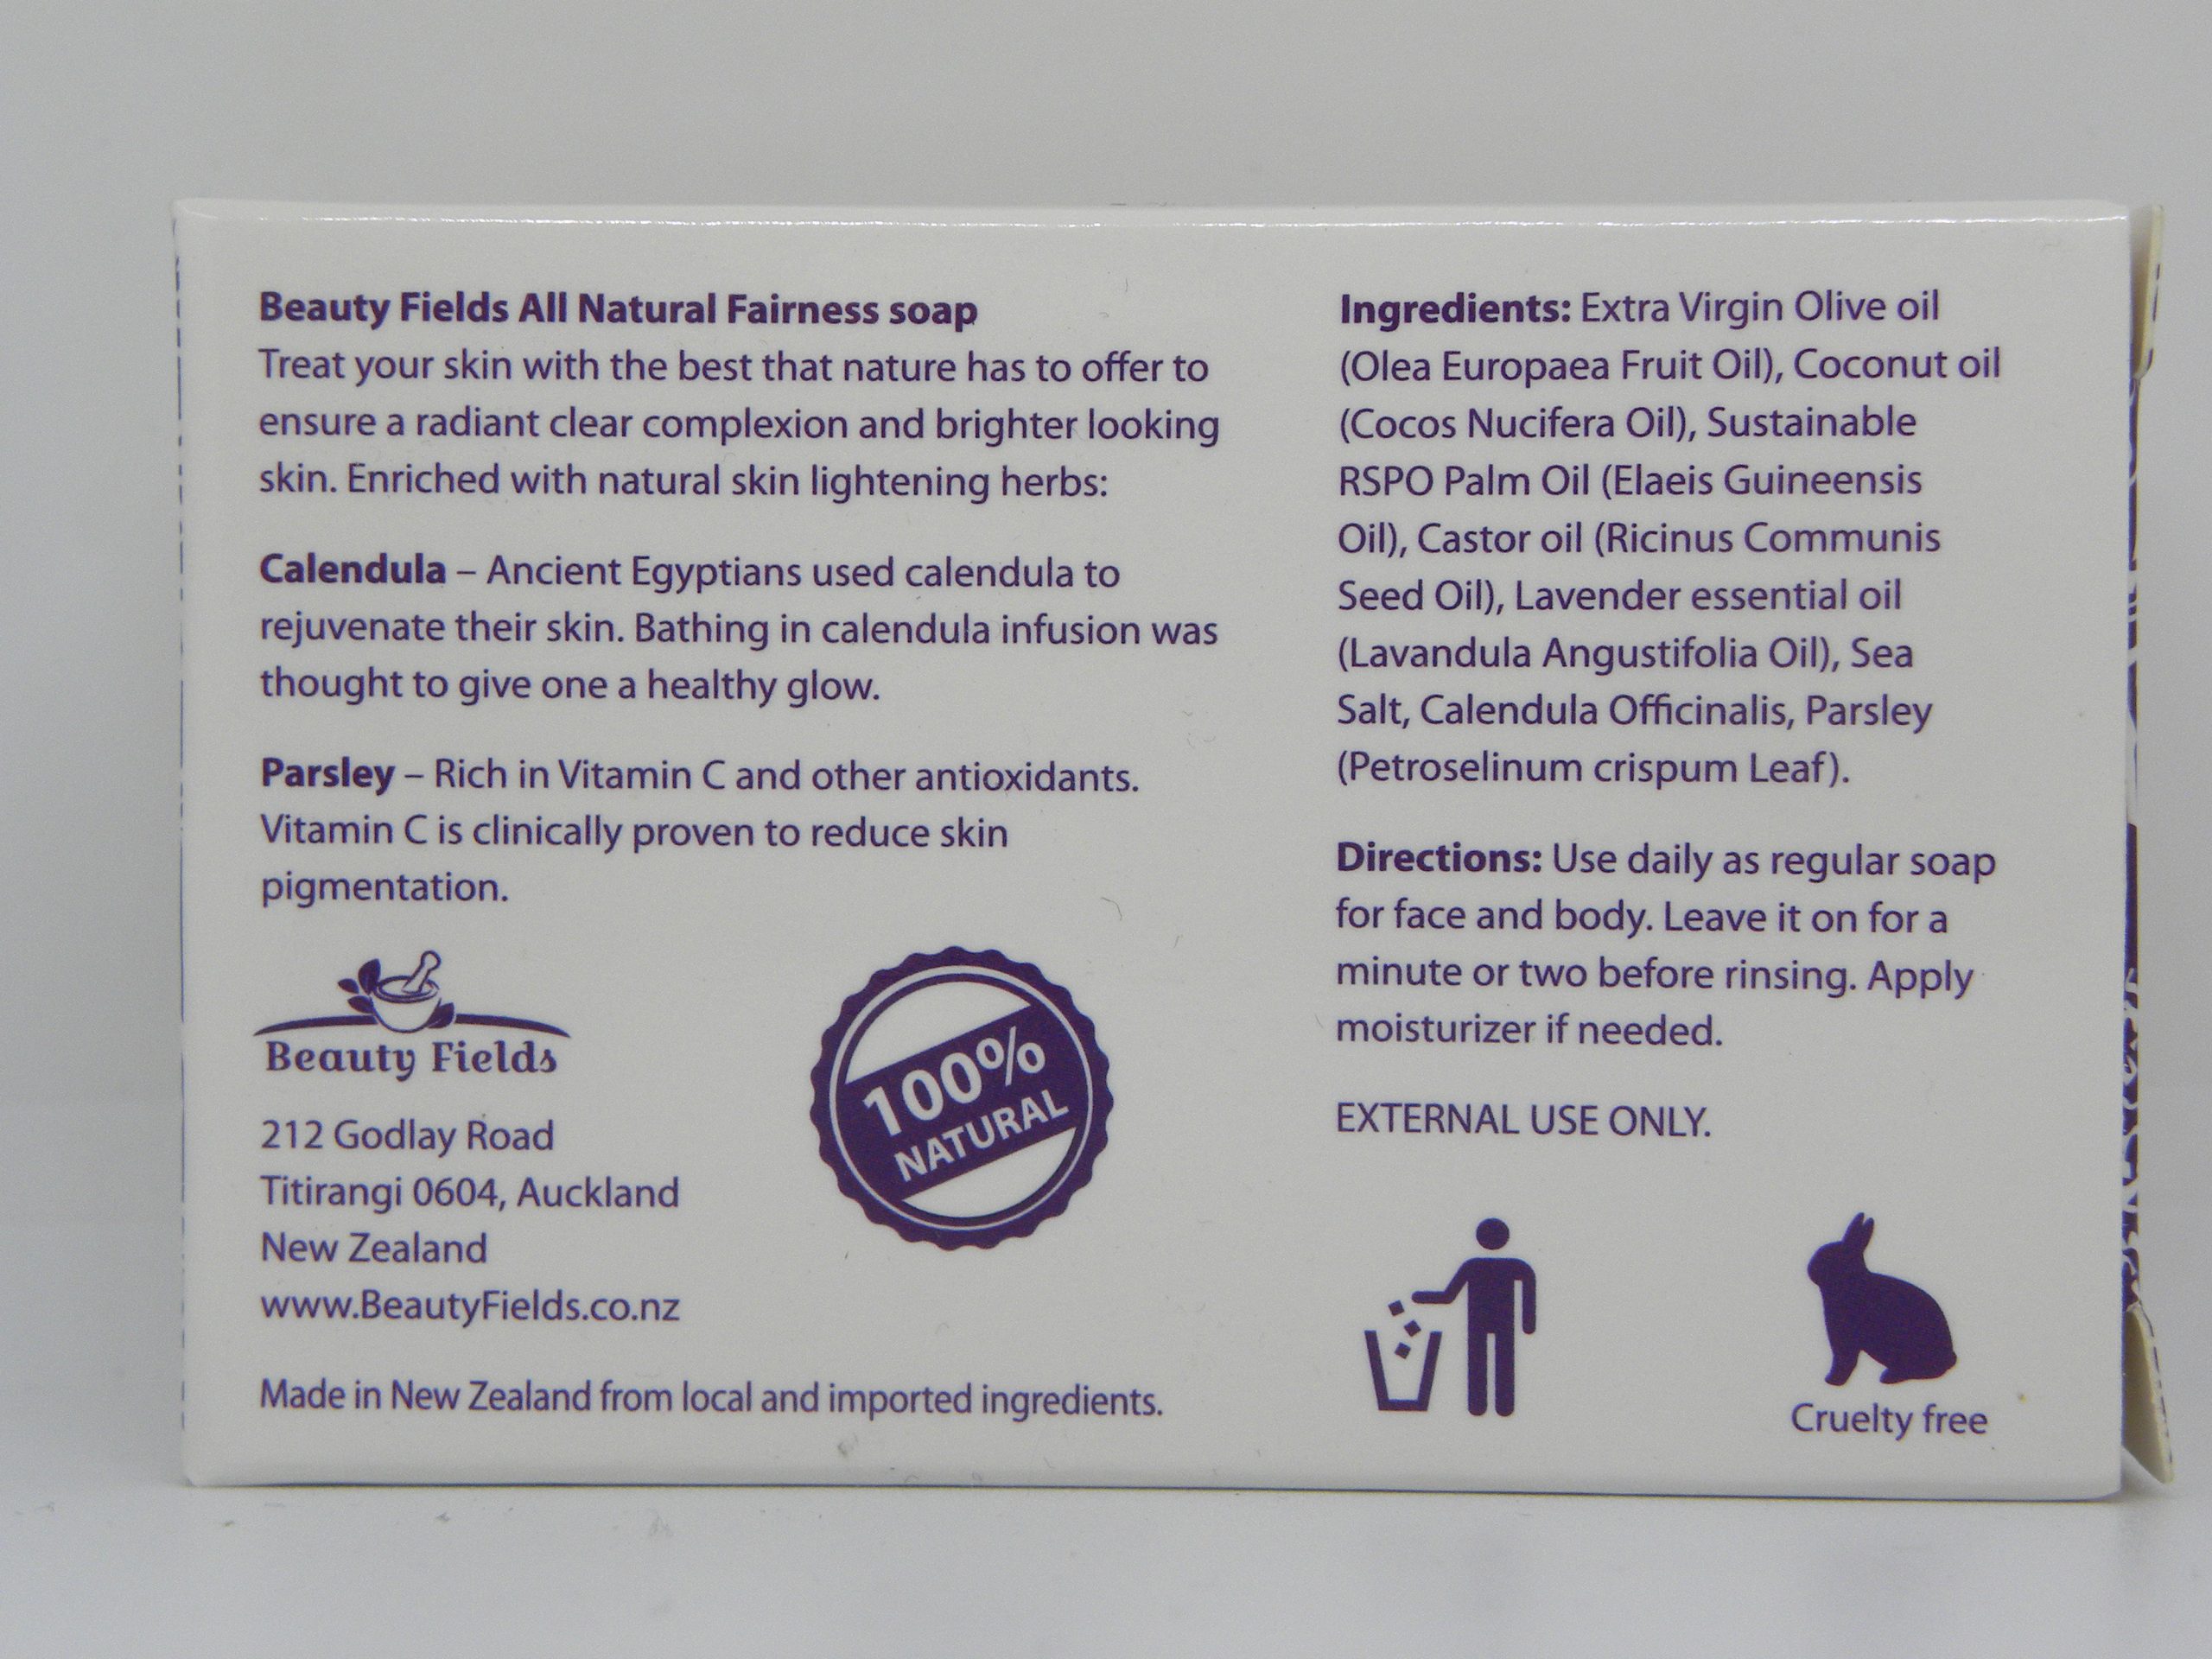 Beauty Fields All Natural Fairness soap
Treat your skin with the best that nature has to offer to
ensure a radiant clear complexion and brighter looking
skin. Enriched with natural skin lightening herbs:
Calendula – Ancient Egyptians used calendula to
rejuvenate their skin. Bathing in calendula infusion was
thought to give one a healthy glow.
Parsley – Rich in Vitamin C and other antioxidants.
Vitamin C is clinically proven to reduce skin
pigmentation.
Beauty Fields
212 Godlay Road
Titirangi 0604, Auckland
New Zealand
www.BeautyFields.co.nz
100%
NATURAL
Made in New Zealand from local and imported ingredients.
Ingredients: Extra Virgin Olive oil
(Olea Europaea Fruit Oil), Coconut oil
(Cocos Nucifera Oil), Sustainable
RSPO Palm Oil (Elaeis Guineensis
Oil), Castor oil (Ricinus Communis
Seed Oil), Lavender essential oil
(Lavandula Angustifolia Oil), Sea
Salt, Calendula Officinalis, Parsley
(Petroselinum crispum Leaf).
Directions: Use daily as regular soap
for face and body. Leave it on for a
minute or two before rinsing. Apply
moisturizer if needed.
EXTERNAL USE ONLY.
Cruelty free